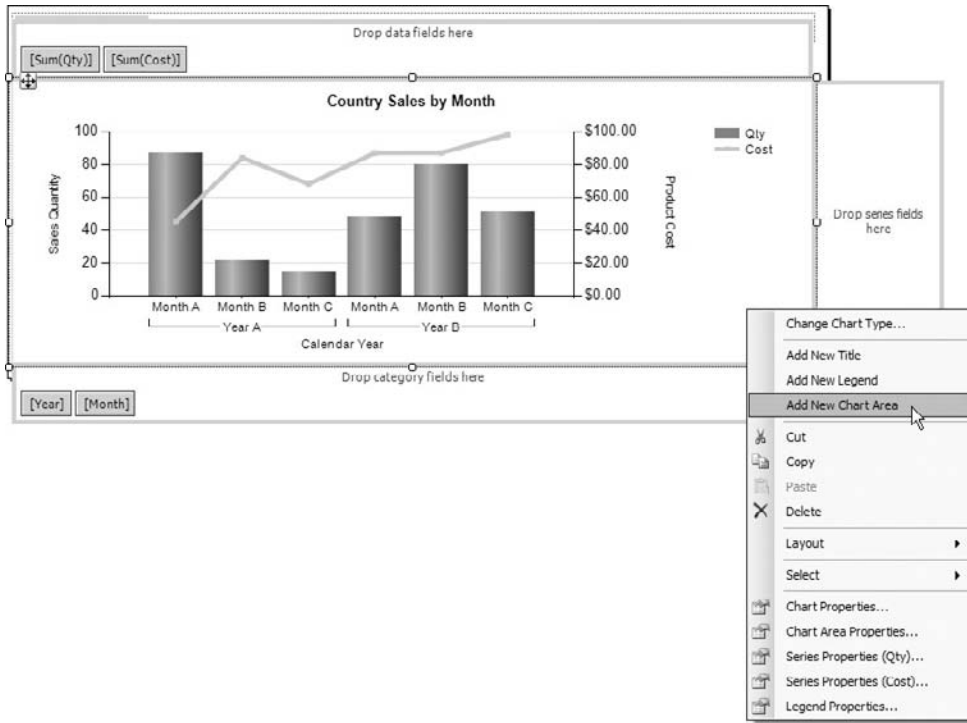 Drop data fields here
[Sum(Qty)] [Sum(Cost)]
Country Sales by Month
100
80
60
40
20
0
Sales Quantity
$100.00
$80.00
$60.00
$40.00
$20.00
$0.00
Product Cost
Qty
Cost
Drop series fields
here
Month A Month B Month C Month A Month B Month C
Year A Year B
Calendar Year
Drop category fields here
[Year] [Month]
Change Chart Type...
Add New Title
Add New Legend
Add New Chart Area
Cut
Copy
Paste
Delete
Layout
Select
Chart Properties...
Chart Area Properties...
Series Properties (Qty)...
Series Properties (Cost)...
Legend Properties...